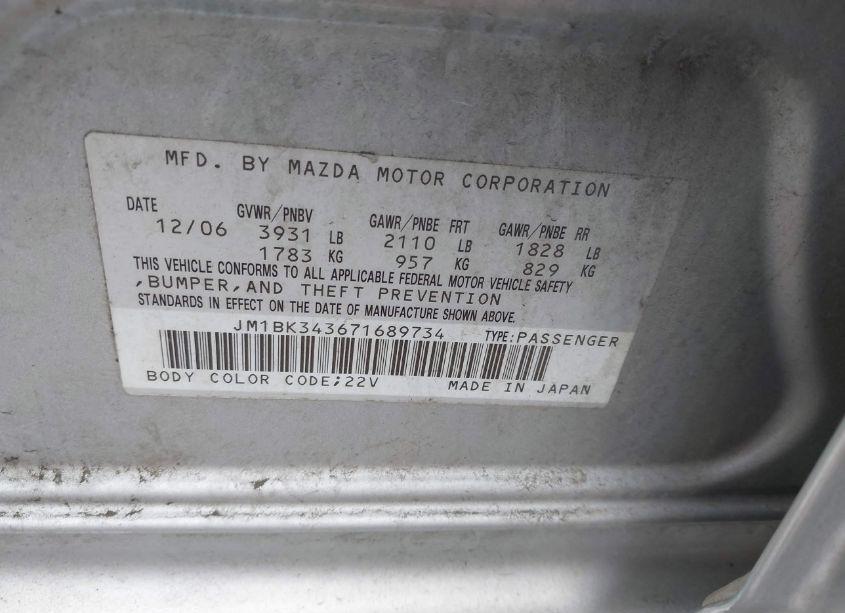 MFD. BY MAZDA MOTOR CORPORATION
DATE GVWR/PNBV GAWR/PNBE FRT GAWR/PNBE RR
12/06 3931 LB 2110 LB 1828 LB
1783 KG 957 KG 829 KG
THIS VEHICLE CONFORMS TO ALL APPLICABLE FEDERAL MOTOR VEHICLE SAFETY
,BUMPER,AND THEFT PREVENTION
STANDARDS IN EFFECT ON THE DATE OF MANUFACTURE SHOWN ABOVE.
JM1BK343671689734 TYPE:PASSENGER
BODY COLOR CODE;22V MADE IN JAPAN